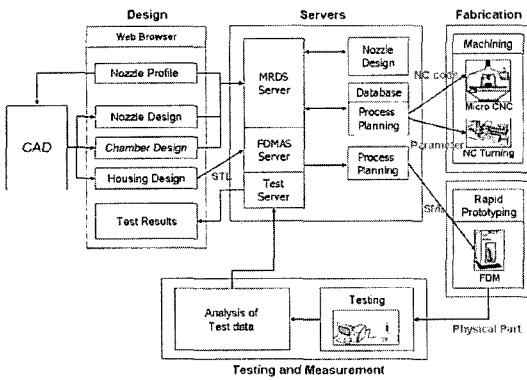 Design
Servers
Fabrication
Web Browser
Nozzle Profile
Nozzle Design
Chamber Design
Housing Design
Test Results
CAD
STL
MRDS
Server
FDMAS
Server
Test
Server
Nozzle
Design
Database
Process
Planning
Process
Planning
NC code
Parameter
Machining
Micro CNC
NC Turning
Rapid
Prototyping
FDM
Physical Part
Analysis of
Test data
Testing
Testing and Measurement